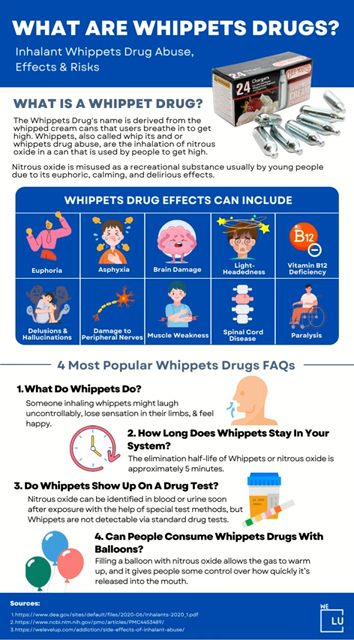 WHAT ARE WHIPPETS DRUGS?
Inhalant Whippets Drug Abuse,
Effects & Risks
24
Chargers
24
WHAT IS A WHIPPET DRUG?
The Whippets Drug's name is derived from the
whipped cream cans that users breathe in to get
high. Whippets, also called whip its and or
whippets drug abuse, are the inhalation of nitrous
oxide in a can that is used by people to get high.
Nitrous oxide is misused as a recreational substance usually by young people
due to its euphoric, calming, and delirious effects.
WHIPPETS DRUG EFFECTS CAN INCLUDE
B12
Euphoria
Asphyxia
Brain Damage
Light-
Headedness
Vitamin B12
Deficiency
Delusions &
Hallucinations
Damage to
Peripheral Nerves
Muscle Weakness
Spinal Cord
Disease
Paralysis
4 Most Popular Whippets Drugs FAQs
1. What Do Whippets Do?
Someone inhaling whippets might laugh
uncontrollably, lose sensation in their limbs, & feel
happy.
2. How Long Does Whippets Stay In Your
System?
The elimination half-life of Whippets or nitrous oxide is
approximately 5 minutes.
3. Do Whippets Show Up On A Drug Test?
Nitrous oxide can be identified in blood or urine soon
after exposure with the help of special test methods, but
Whippets are not detectable via standard drug tests.
4. Can People Consume Whippets Drugs With
Balloons?
Filling a balloon with nitrous oxide allows the gas to warm
up, and it gives people some control over how quickly it's
released into the mouth.
Sources:
1. https://www.dea.gov/sites/default/files/2020-06/Inhalants-2020_1.pdf
2. https://www.ncbi.nlm.nih.gov/pmc/articles/PMC4453489/
3. https://welevelup.com/addiction/side-effects-of-inhalant-abuse/
WE
LU